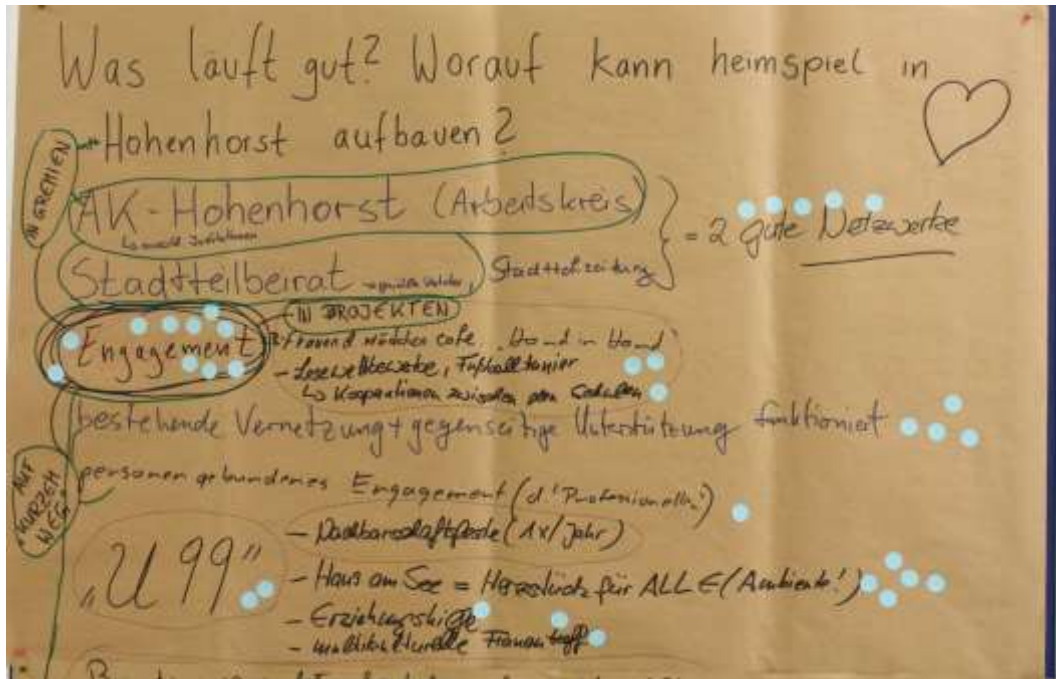 Was läuft gut? Worauf kann heimspiel in
Hohenhorst aufbauen?
IN GREMIEN
AK-Hohenhorst (Arbeitskreis)
Stadtteilbeirat
Stadtteilzeitung
= 2 gute Netzwerke
Engagement
IN PROJEKTEN
cafe "Hand in Hand"
- Lesewettbewerbe, Fußballturnier
↳ Kooperationen zwischen den Schulen
bestehende Vernetzung + gegenseitige Unterstützung funktioniert
AUF KURZEM WEG
personengebundenes Engagement (d. "Professionellen")
- Nachbarschaftsfeste (1x/Jahr)
"U 99"
- Haus am See = Herzstück für ALLE (Ambiente!)
- Erziehungshilfe
- multikulturelle Frauentreff